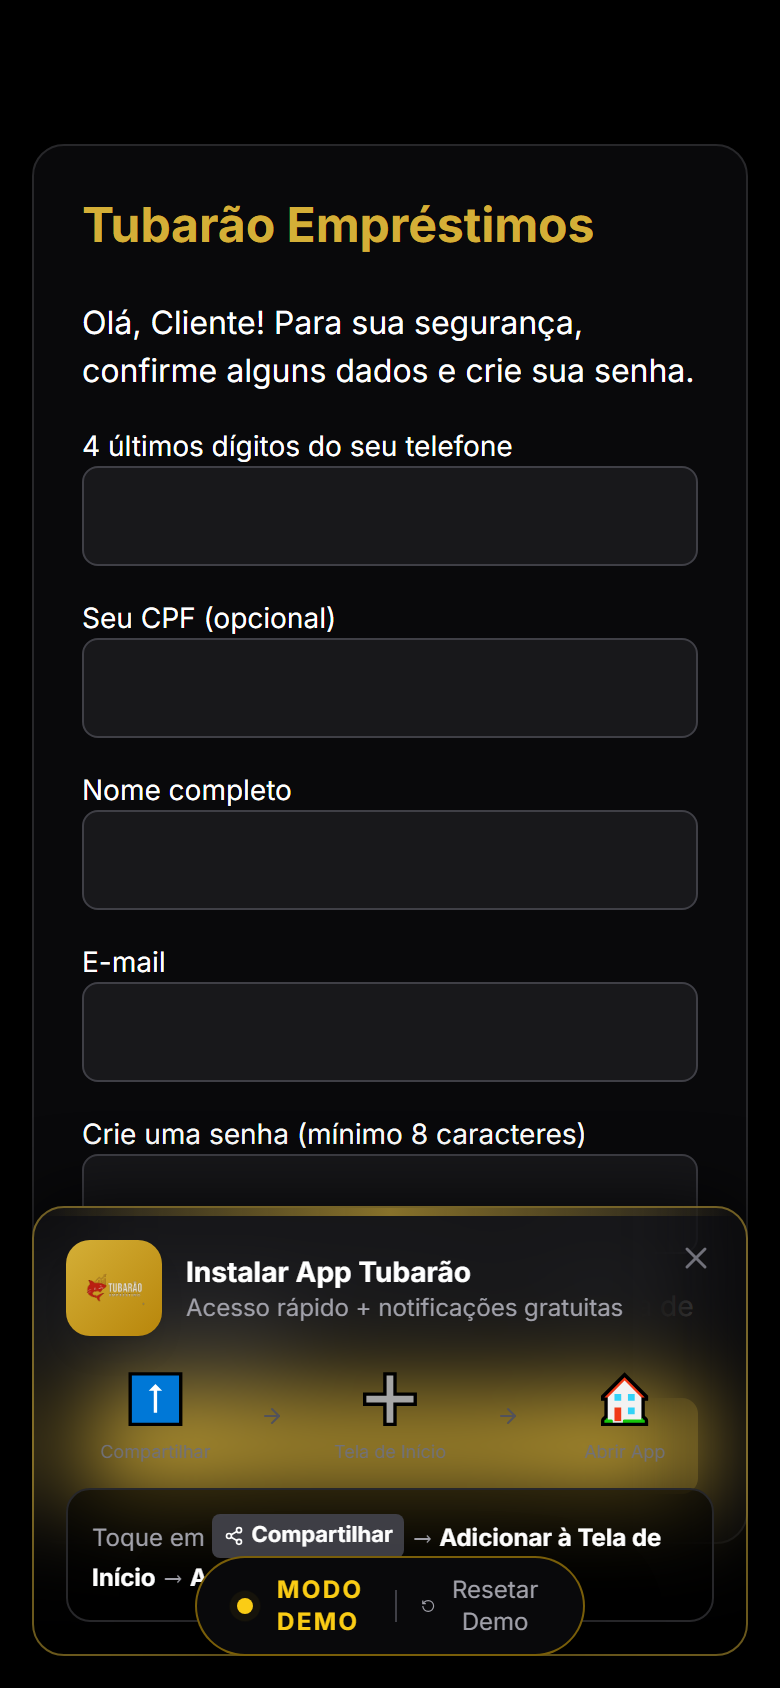 Tubarão Empréstimos
Olá, Cliente! Para sua segurança,
confirme alguns dados e crie sua senha.
4 últimos dígitos do seu telefone
Seu CPF (opcional)
Nome completo
E-mail
Crie uma senha (mínimo 8 caracteres)
TUBARÃO
Instalar App Tubarão
Acesso rápido + notificações gratuitas
de
Compartilhar → Tela de Início → Abrir App
Toque em Compartilhar → Adicionar à Tela de
Início → A
MODO
DEMO
Resetar
Demo